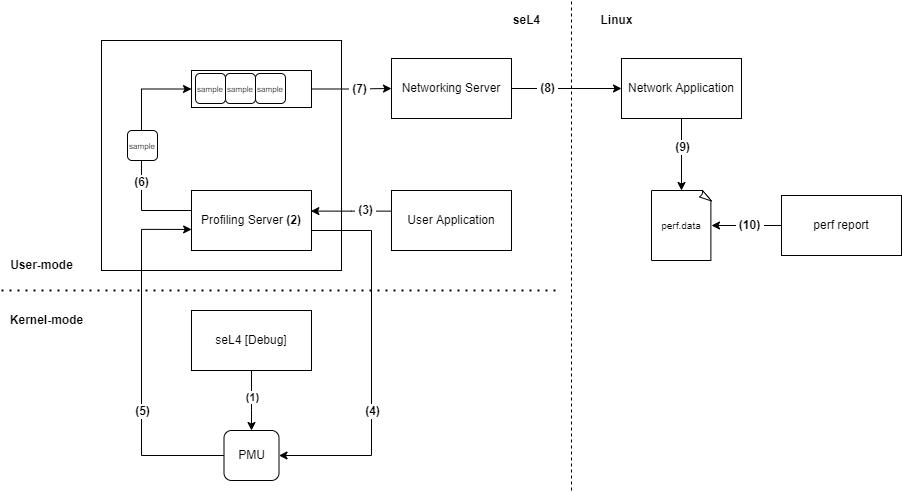 seL4
Linux
sample
sample
sample
(7)
Networking Server
(8)
Network Application
sample
(9)
(6)
Profiling Server (2)
(3)
User Application
perf.data
(10)
perf report
User-mode
Kernel-mode
seL4 [Debug]
(1)
(5)
(4)
PMU